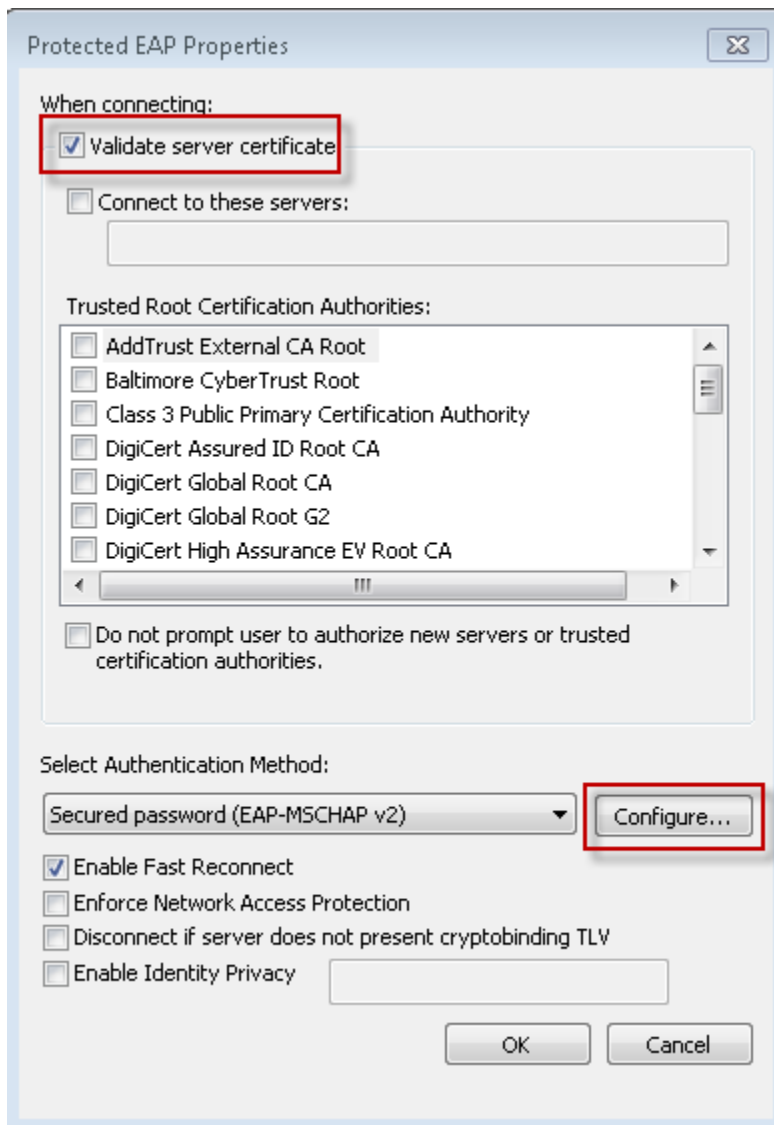 Protected EAP Properties
When connecting:
Validate server certificate
Connect to these servers:
Trusted Root Certification Authorities:
AddTrust External CA Root
Baltimore CyberTrust Root
Class 3 Public Primary Certification Authority
DigiCert Assured ID Root CA
DigiCert Global Root CA
DigiCert Global Root G2
DigiCert High Assurance EV Root CA
Do not prompt user to authorize new servers or trusted
certification authorities.
Select Authentication Method:
Secured password (EAP-MSCHAP v2) Configure...
Enable Fast Reconnect
Enforce Network Access Protection
Disconnect if server does not present cryptobinding TLV
Enable Identity Privacy
OK Cancel